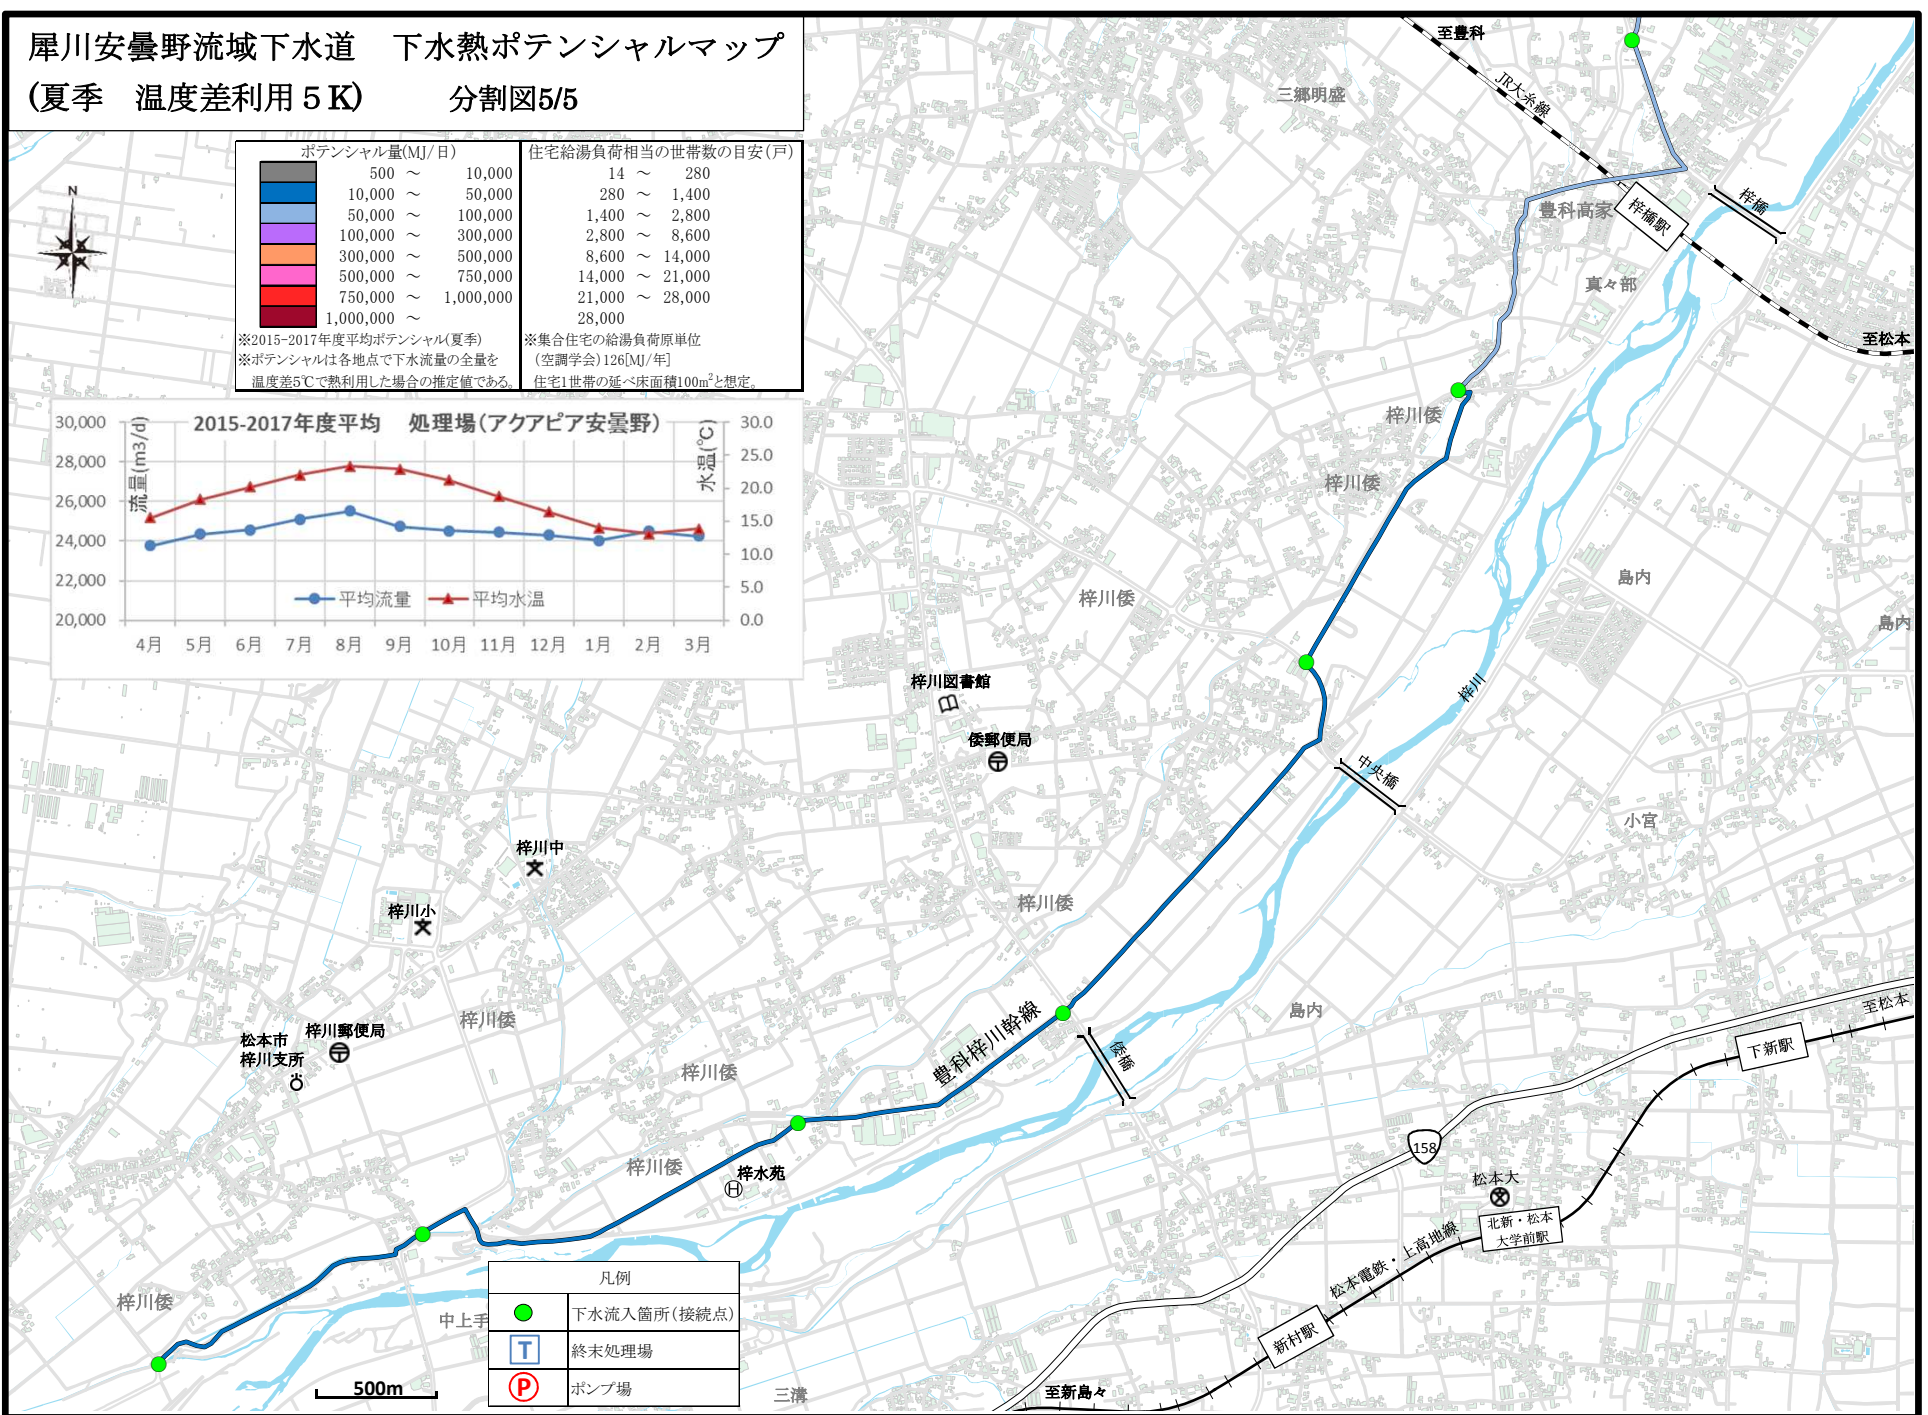 犀川安曇野流域下水道　下水熱ポテンシャルマップ
(夏季　温度差利用５K)　　分割図5/5
N
ポテンシャル量(MJ/日)　住宅給湯負荷相当の世帯数の目安(戸)
500 ～ 10,000　14 ～ 280
10,000 ～ 50,000　280 ～ 1,400
50,000 ～ 100,000　1,400 ～ 2,800
100,000 ～ 300,000　2,800 ～ 8,600
300,000 ～ 500,000　8,600 ～ 14,000
500,000 ～ 750,000　14,000 ～ 21,000
750,000 ～ 1,000,000　21,000 ～ 28,000
1,000,000 ～　28,000
※2015-2017年度平均ポテンシャル(夏季)
※ポテンシャルは各地点で下水流量の全量を
温度差5℃で熱利用した場合の推定値である。
※集合住宅の給湯負荷原単位
(空調学会)126[MJ/年]
住宅1世帯の延べ床面積100m²と想定。
2015-2017年度平均　処理場(アクアピア安曇野)
流量(m3/d)
水温(℃)
30,000
28,000
26,000
24,000
22,000
20,000
30.0
25.0
20.0
15.0
10.0
5.0
0.0
平均流量　平均水温
4月 5月 6月 7月 8月 9月 10月 11月 12月 1月 2月 3月
至豊科
JR大糸線
三郷明盛
豊科高家
梓橋駅
梓橋
真々部
至松本
梓川倭
梓川倭
島内
梓川倭
島内
梓川図書館
梓川
倭郵便局
中央橋
小宮
梓川中
梓川小
梓川倭
至松本
島内
豊科梓川幹線
梓川倭
梓川郵便局
松本市
梓川支所
倭橋
下新駅
梓川倭
158
梓川倭
梓水苑
松本大
北新・松本
大学前駅
松本電鉄・上高地線
梓川倭
中上手
新村駅
凡例
下水流入箇所(接続点)
T 終末処理場
P ポンプ場
500m
三溝
至新島々